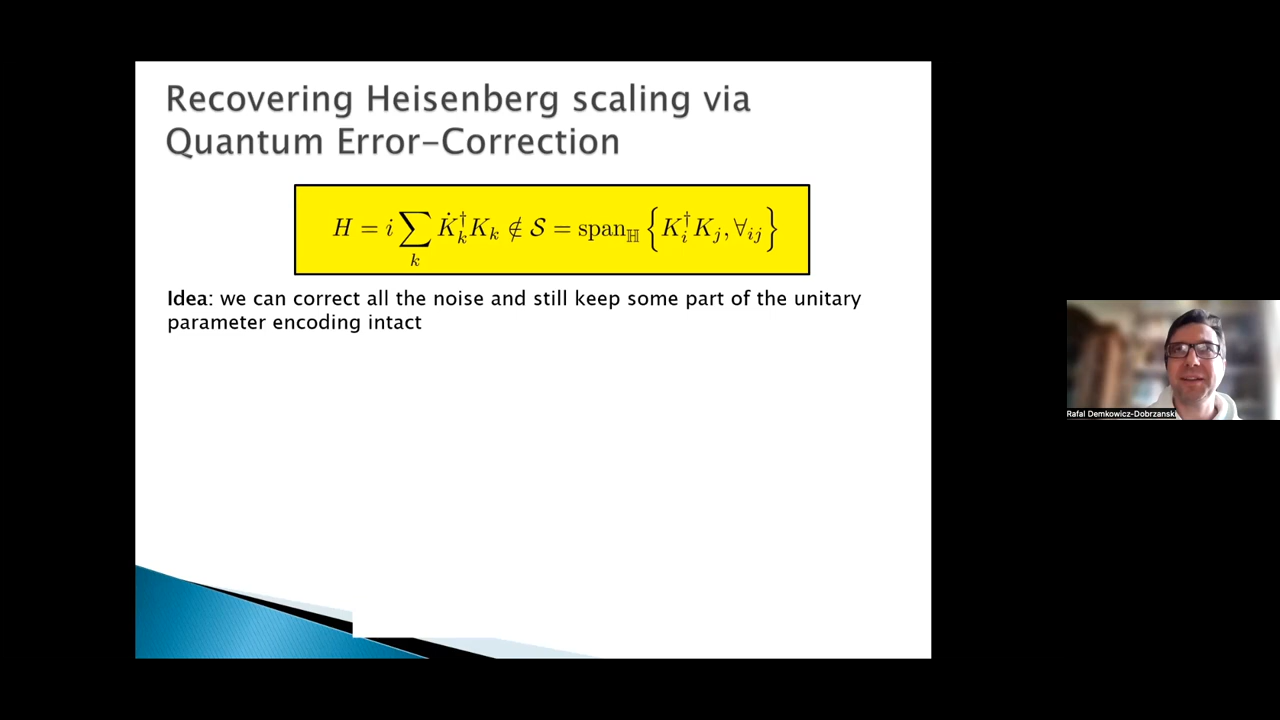 Recovering Heisenberg scaling via
Quantum Error-Correction
H = i ∑_k K̇_k^† K_k ∉ 𝒮 = span_ℍ { K_i^† K_j, ∀_{ij} }
Idea: we can correct all the noise and still keep some part of the unitary
parameter encoding intact
Rafal Demkowicz-Dobrzanski